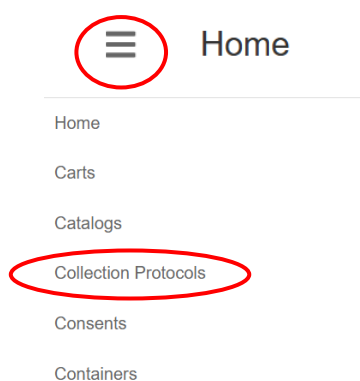 Home
Home
Carts
Catalogs
Collection Protocols
Consents
Containers